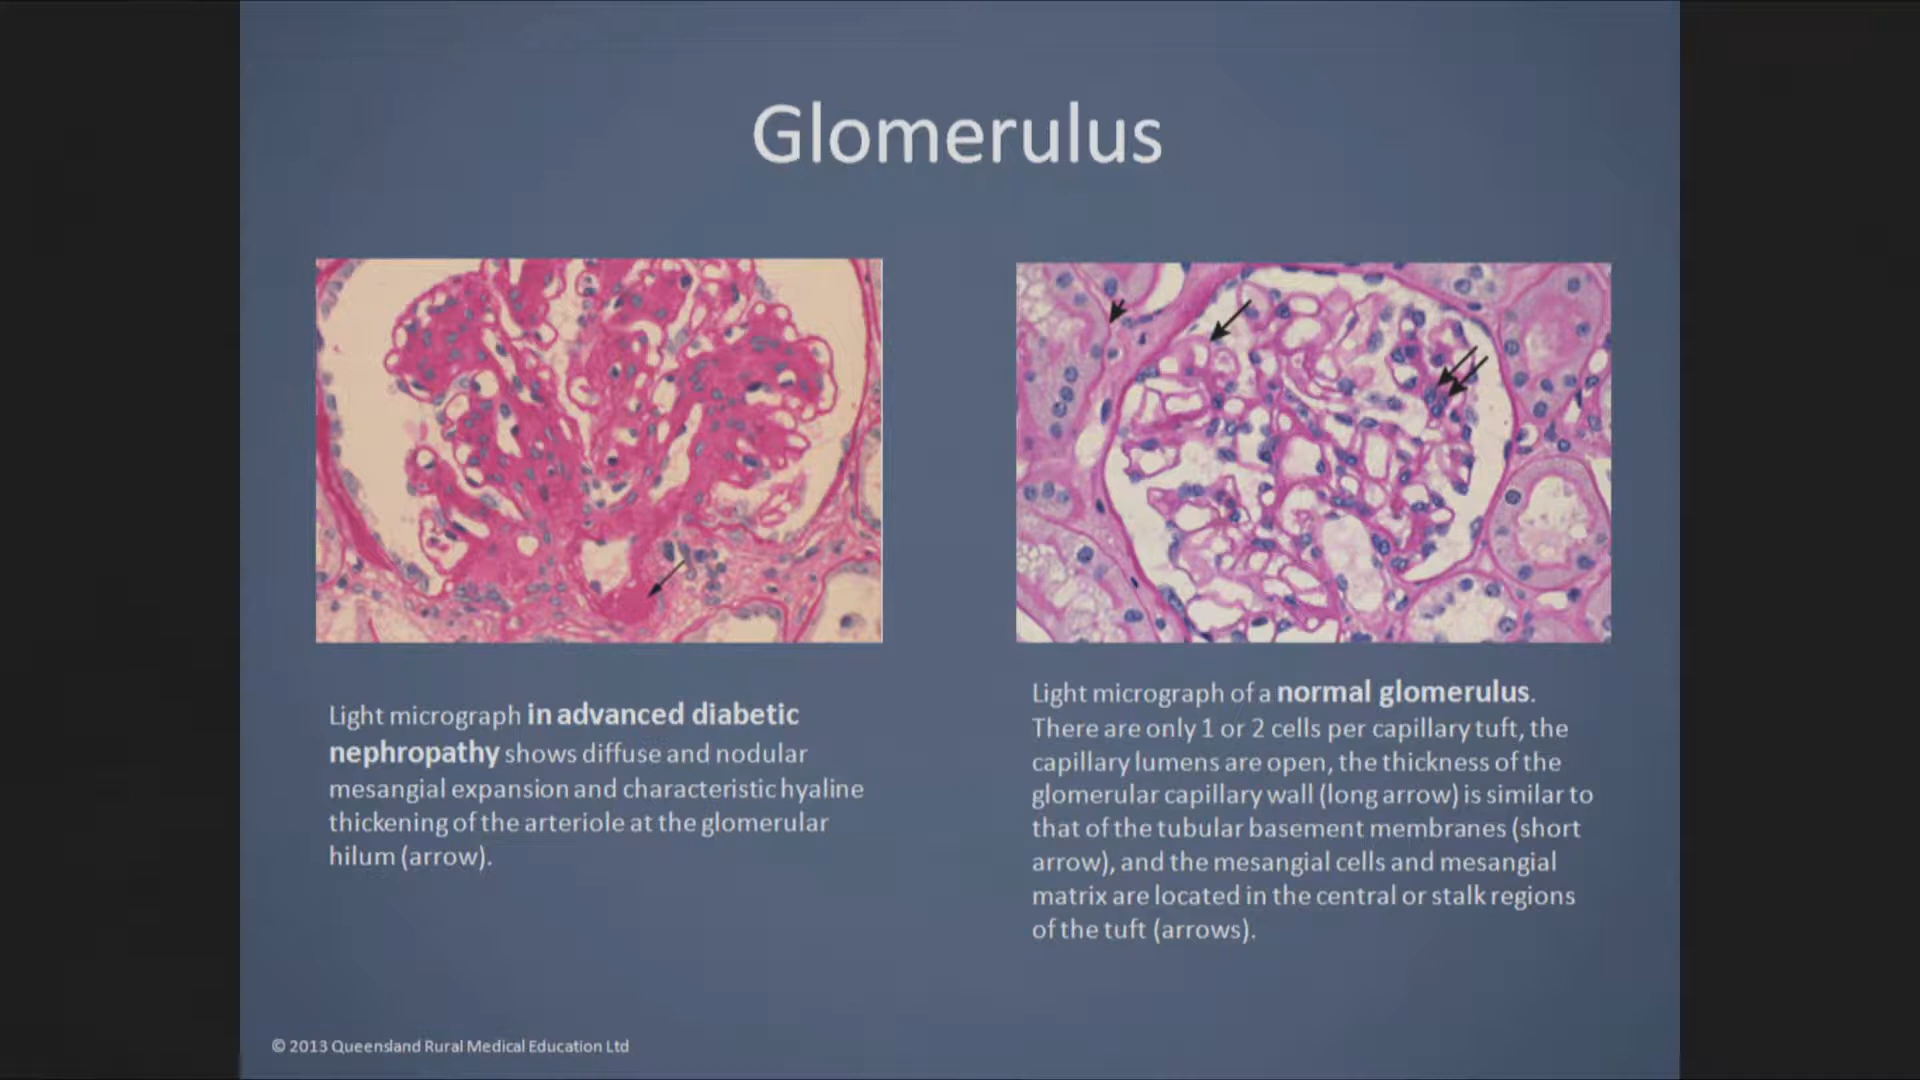 Glomerulus
Light micrograph in advanced diabetic
nephropathy shows diffuse and nodular
mesangial expansion and characteristic hyaline
thickening of the arteriole at the glomerular
hilum (arrow).
Light micrograph of a normal glomerulus.
There are only 1 or 2 cells per capillary tuft, the
capillary lumens are open, the thickness of the
glomerular capillary wall (long arrow) is similar to
that of the tubular basement membranes (short
arrow), and the mesangial cells and mesangial
matrix are located in the central or stalk regions
of the tuft (arrows).
© 2013 Queensland Rural Medical Education Ltd